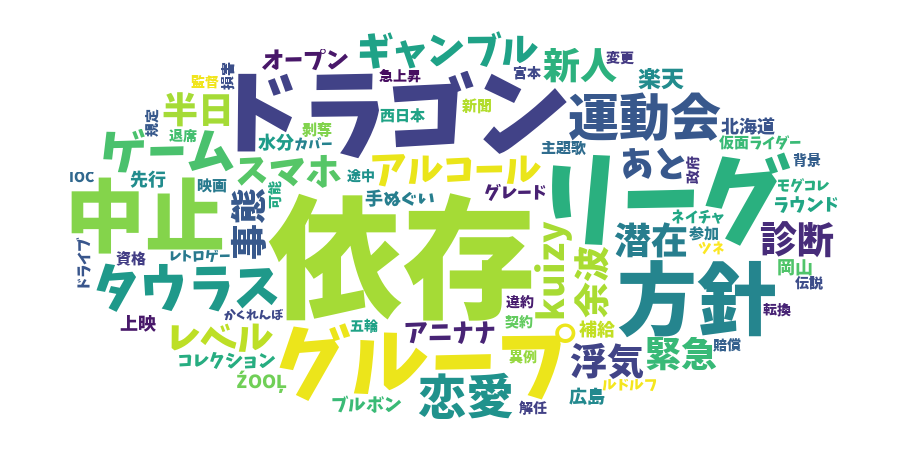 オープン
ギャンブル
新人
変更
監督
損害
急上昇
宮本
楽天
半日
ドラゴン
新聞
運動会
規定
退席
水分
剥奪
カバー
西日本
主題歌
北海道
仮面ライダー
ゲーム
スマホ
途中
アルコール
リーグ
あと
政府
背景
IOC
先行
映画
可能
手ぬぐい
グレード
モグコレ
ラウンド
中止
事態
依存
kuizy
潜在
参加
ネイチャ
ツネ
診断
ドライブ
資格
レトロゲー
余波
方針
岡山
伝説
タウラス
かくれんぼ
違約
転換
上映
レベル
五輪
アニナナ
契約
補給
コレクション
グループ
異例
浮気
緊急
賠償
ŹOOĻ
ブルボン
恋愛
解任
広島
ルドルフ